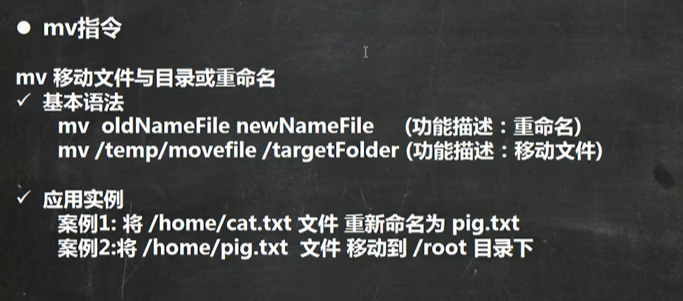 ● mv指令
mv 移动文件与目录或重命名
✓ 基本语法
mv oldNameFile newNameFile (功能描述：重命名)
mv /temp/movefile /targetFolder (功能描述：移动文件)
✓ 应用实例
案例1: 将 /home/cat.txt 文件 重新命名为 pig.txt
案例2:将 /home/pig.txt 文件 移动到 /root 目录下